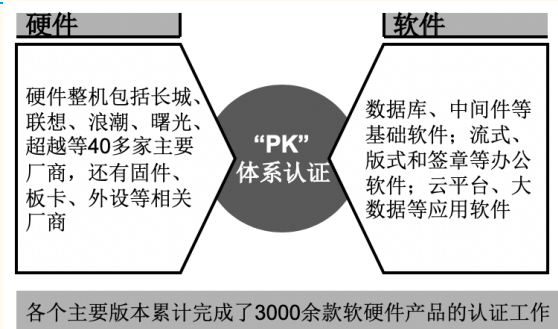 硬件
硬件整机包括长城、
联想、浪潮、曙光、
超越等40多家主要
厂商，还有固件、
板卡、外设等相关
厂商
“PK”
体系认证
软件
数据库、中间件等
基础软件；流式、
版式和签章等办公
软件；云平台、大
数据等应用软件
各个主要版本累计完成了3000余款软硬件产品的认证工作